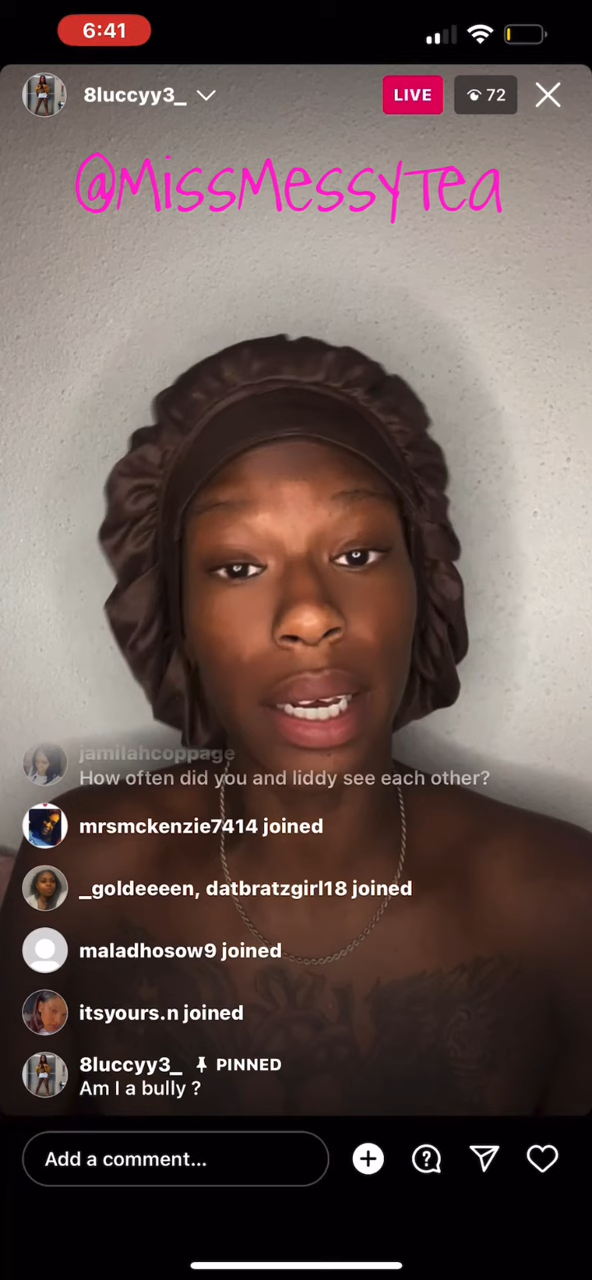 6:41
8luccyy3_
LIVE
72
@MissMessyTea
jamilahcoppage
How often did you and liddy see each other?
mrsmckenzie7414 joined
_goldeeeen, datbratzgirl18 joined
maladhosow9 joined
itsyours.n joined
8luccyy3_ PINNED
Am I a bully ?
Add a comment...